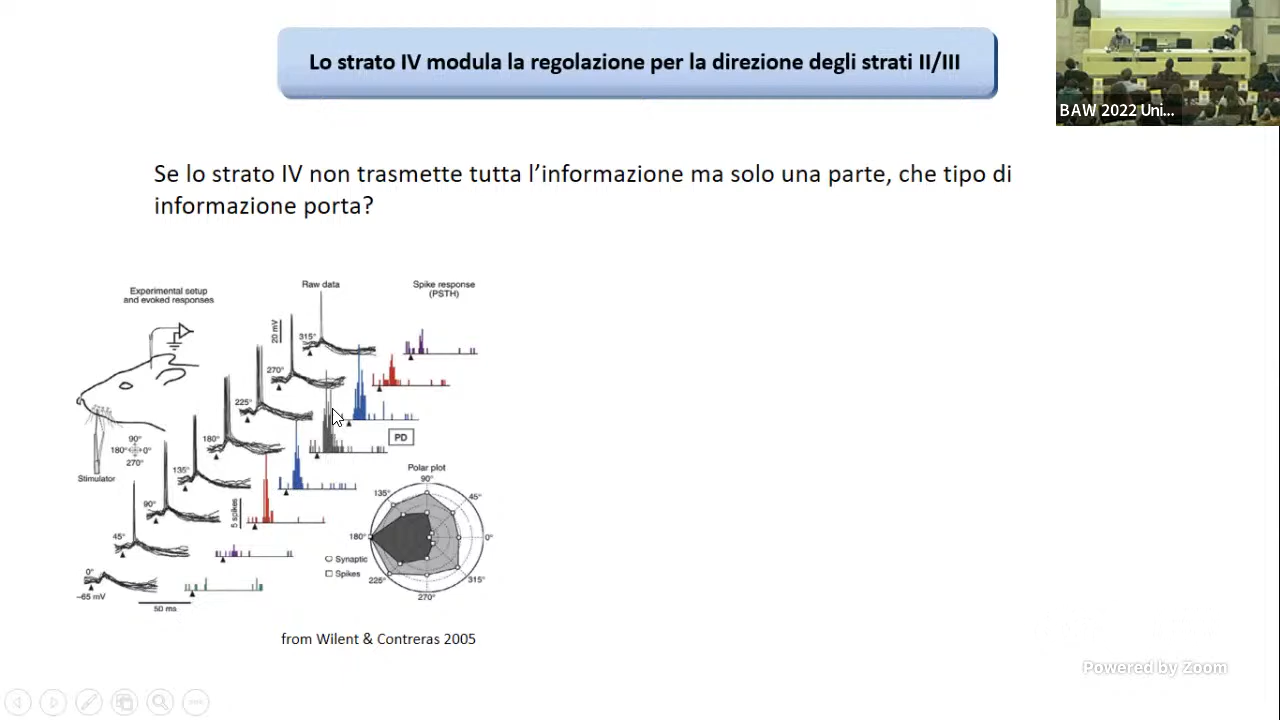 Lo strato IV modula la regolazione per la direzione degli strati II/III
BAW 2022 Uni...
Se lo strato IV non trasmette tutta l'informazione ma solo una parte, che tipo di
informazione porta?
Experimental setup
and evoked responses
Raw data
Spike response
(PSTH)
20 mV
315°
270°
225°
180°
135°
90°
45°
0°
–65 mV
50 ms
5 spikes
PD
90°
180° 0°
270°
Stimulator
Polar plot
90°
135°
45°
180°
0°
225°
315°
270°
Synaptic
Spikes
from Wilent & Contreras 2005
Powered by Zoom